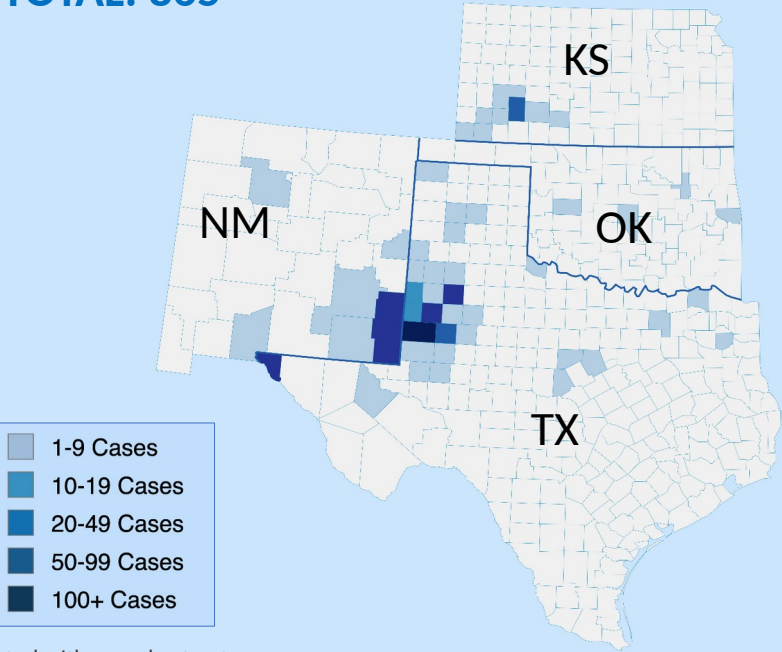 KS
NM
OK
TX
1-9 Cases
10-19 Cases
20-49 Cases
50-99 Cases
100+ Cases